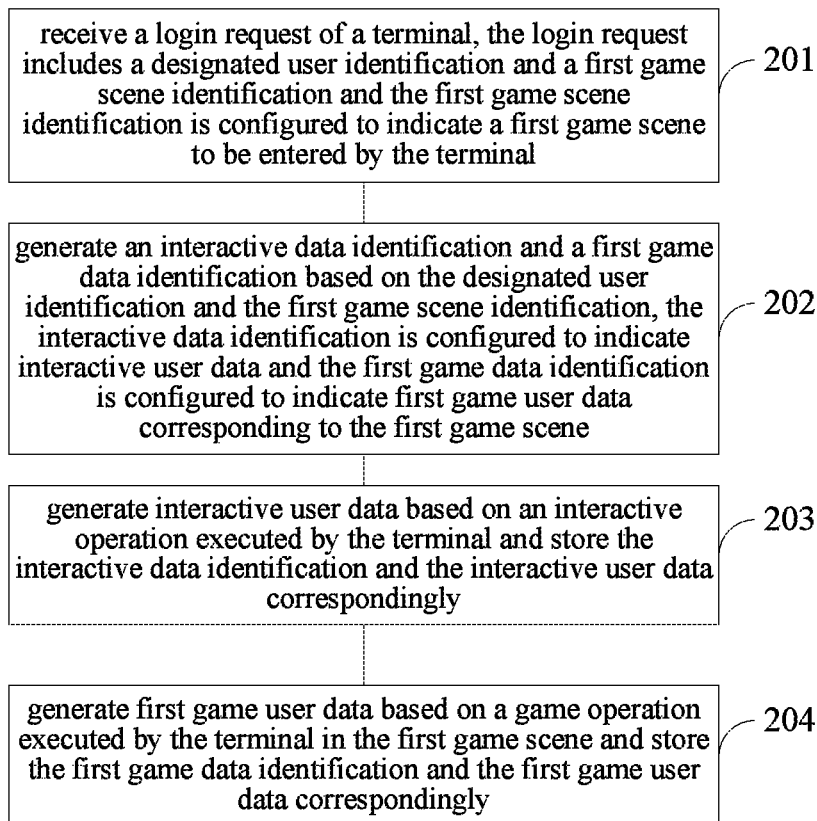 receive a login request of a terminal, the login request
includes a designated user identification and a first game
scene identification and the first game scene
identification is configured to indicate a first game scene
to be entered by the terminal
201
generate an interactive data identification and a first game
data identification based on the designated user
identification and the first game scene identification, the
interactive data identification is configured to indicate
interactive user data and the first game data identification
is configured to indicate first game user data
corresponding to the first game scene
202
generate interactive user data based on an interactive
operation executed by the terminal and store the
interactive data identification and the interactive user data
correspondingly
203
generate first game user data based on a game operation
executed by the terminal in the first game scene and store
the first game data identification and the first game user
data correspondingly
204